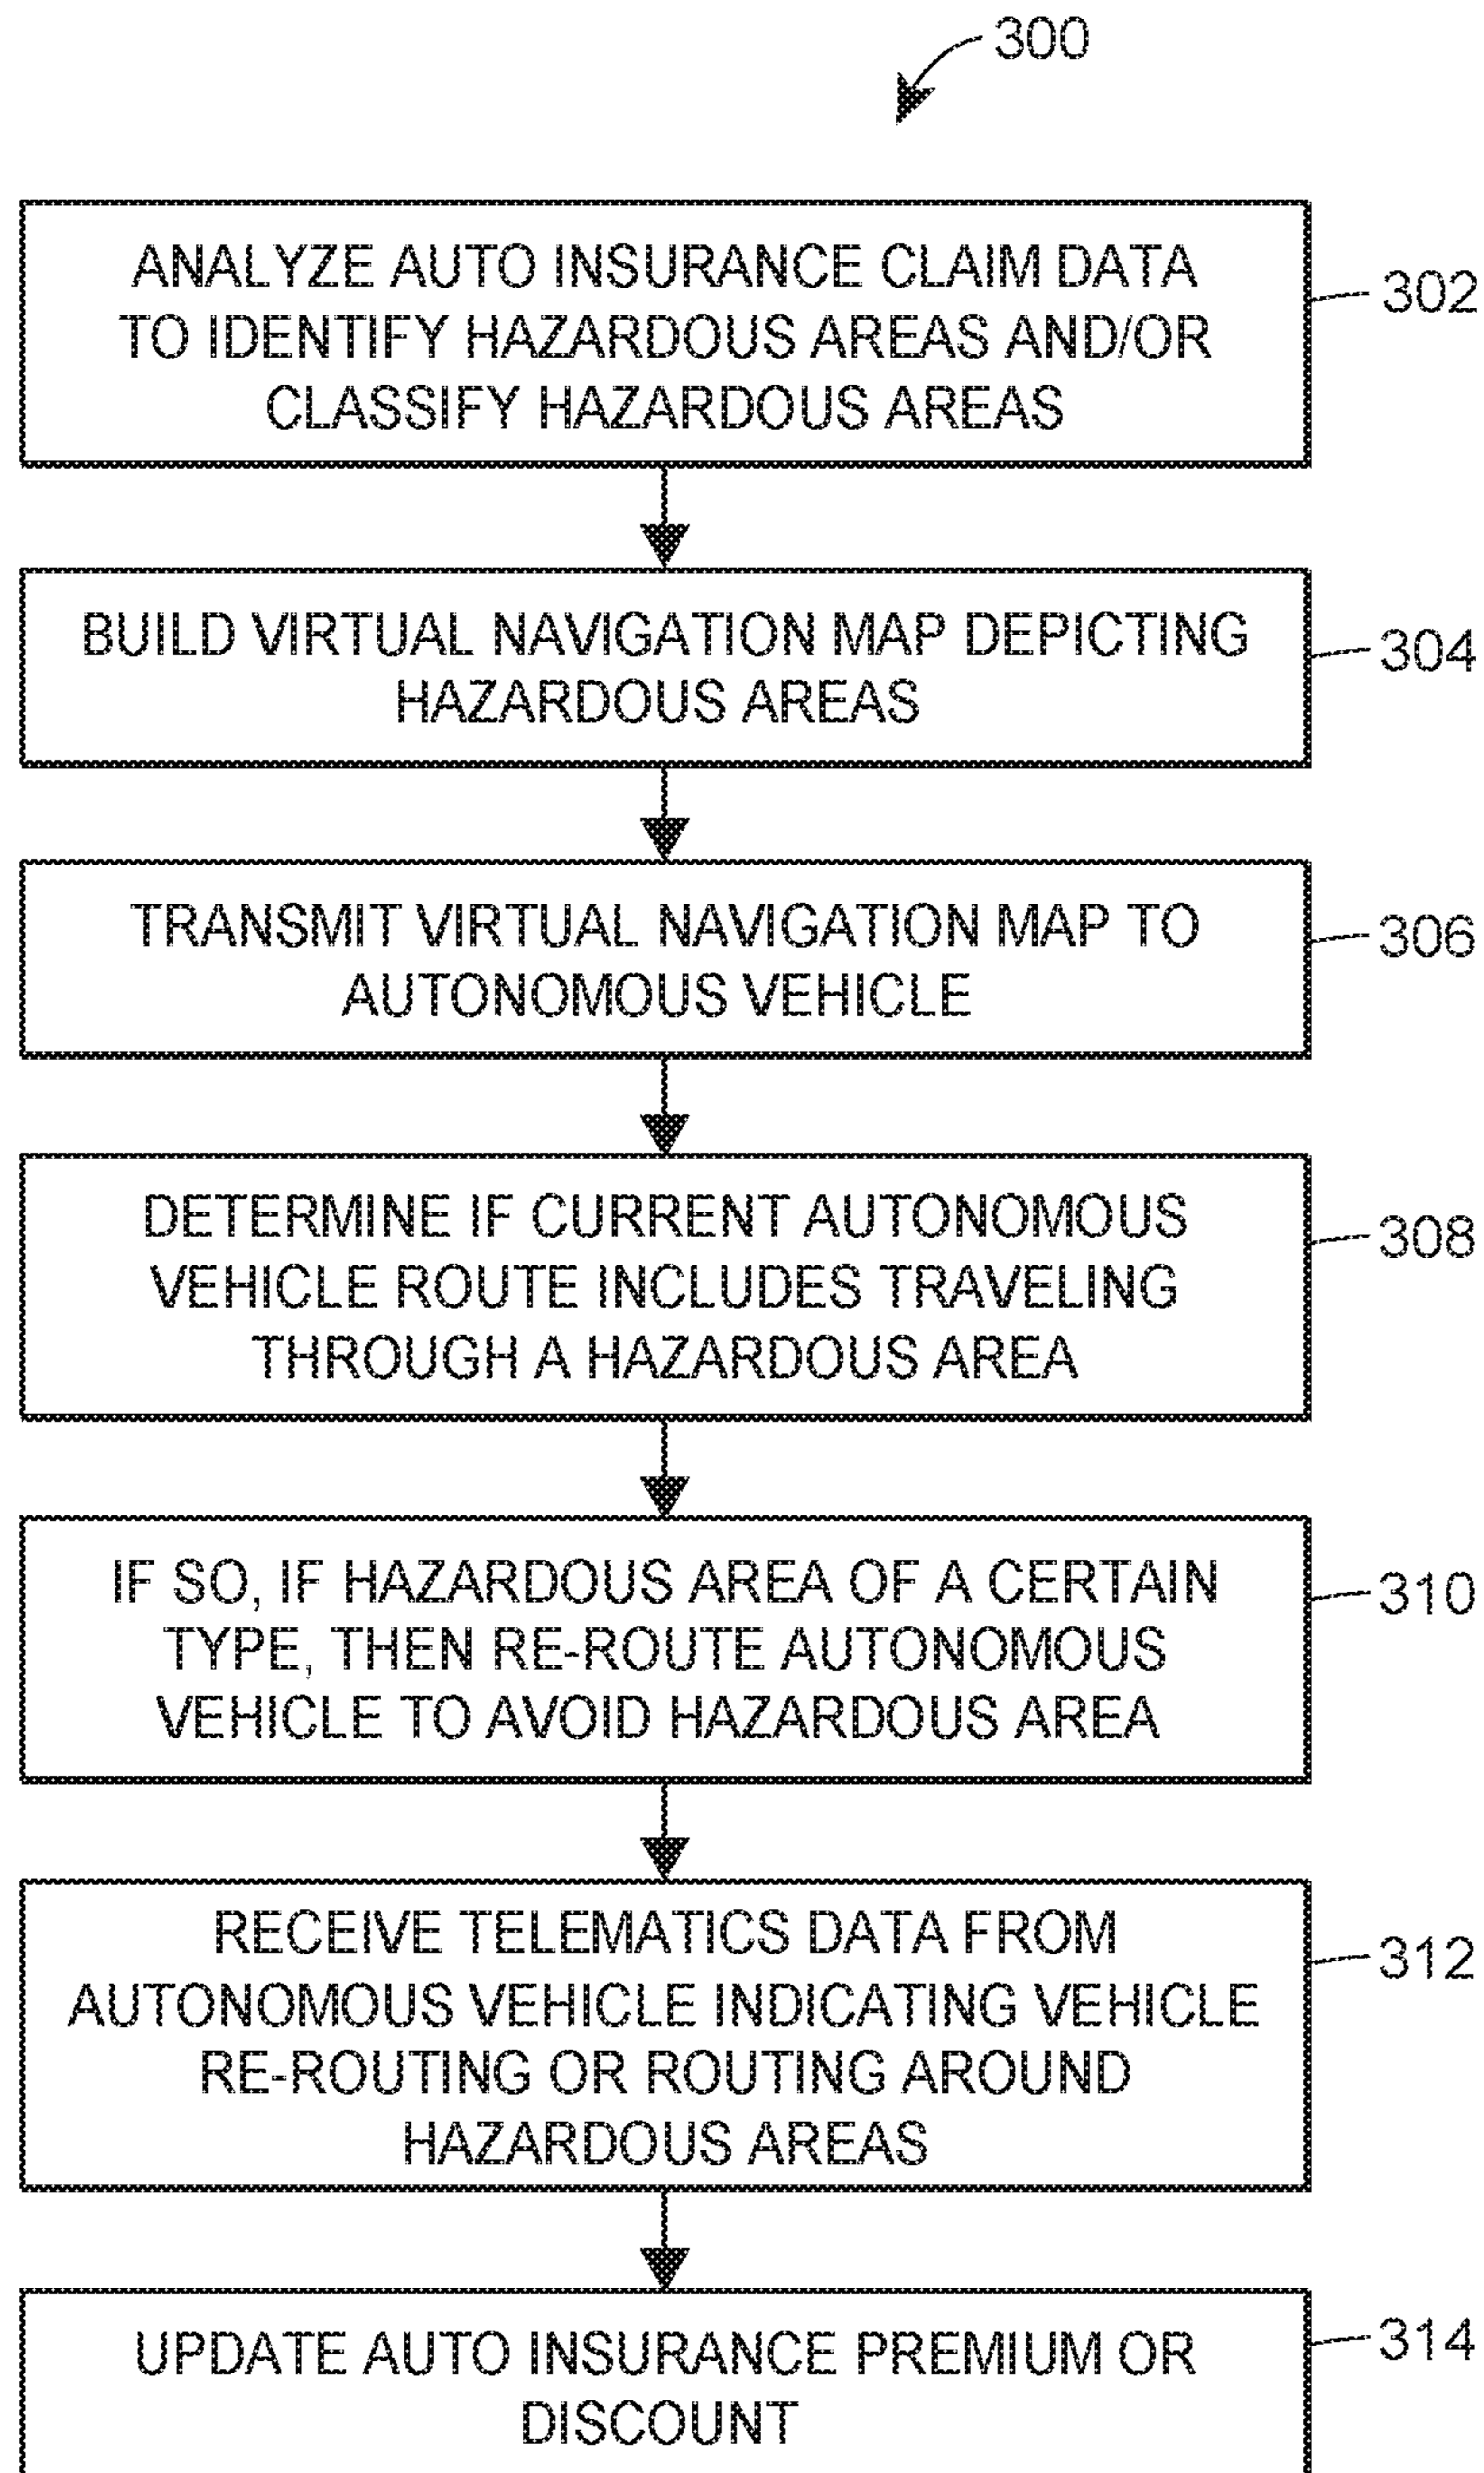 300
ANALYZE AUTO INSURANCE CLAIM DATA
TO IDENTIFY HAZARDOUS AREAS AND/OR
CLASSIFY HAZARDOUS AREAS
302
BUILD VIRTUAL NAVIGATION MAP DEPICTING
HAZARDOUS AREAS
304
TRANSMIT VIRTUAL NAVIGATION MAP TO
AUTONOMOUS VEHICLE
306
DETERMINE IF CURRENT AUTONOMOUS
VEHICLE ROUTE INCLUDES TRAVELING
THROUGH A HAZARDOUS AREA
308
IF SO, IF HAZARDOUS AREA OF A CERTAIN
TYPE, THEN RE-ROUTE AUTONOMOUS
VEHICLE TO AVOID HAZARDOUS AREA
310
RECEIVE TELEMATICS DATA FROM
AUTONOMOUS VEHICLE INDICATING VEHICLE
RE-ROUTING OR ROUTING AROUND
HAZARDOUS AREAS
312
UPDATE AUTO INSURANCE PREMIUM OR
DISCOUNT
314